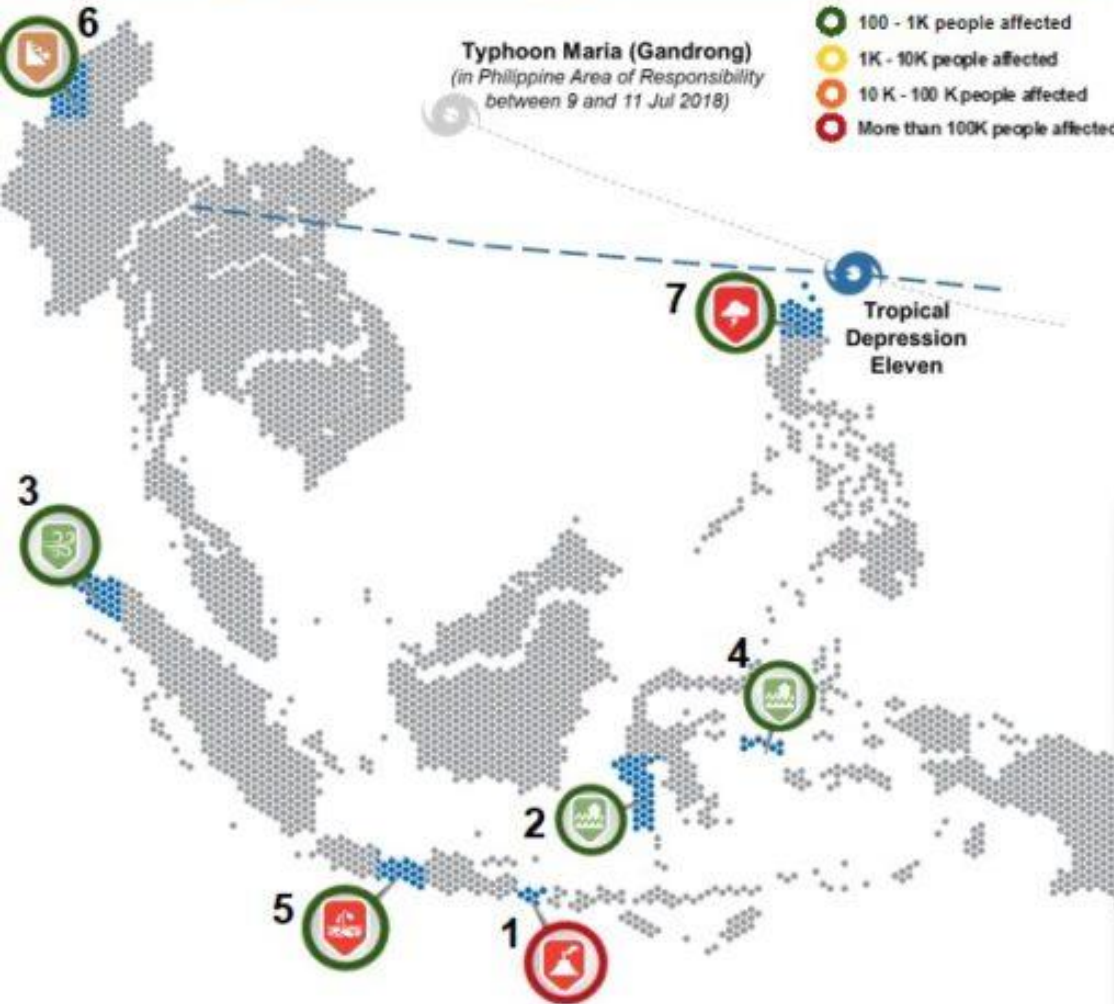 6
Typhoon Maria (Gandrong)
(in Philippine Area of Responsibility
between 9 and 11 Jul 2018)
100 - 1K people affected
1K - 10K people affected
10 K - 100 K people affected
More than 100K people affected
7
Tropical
Depression
Eleven
3
4
2
5
1